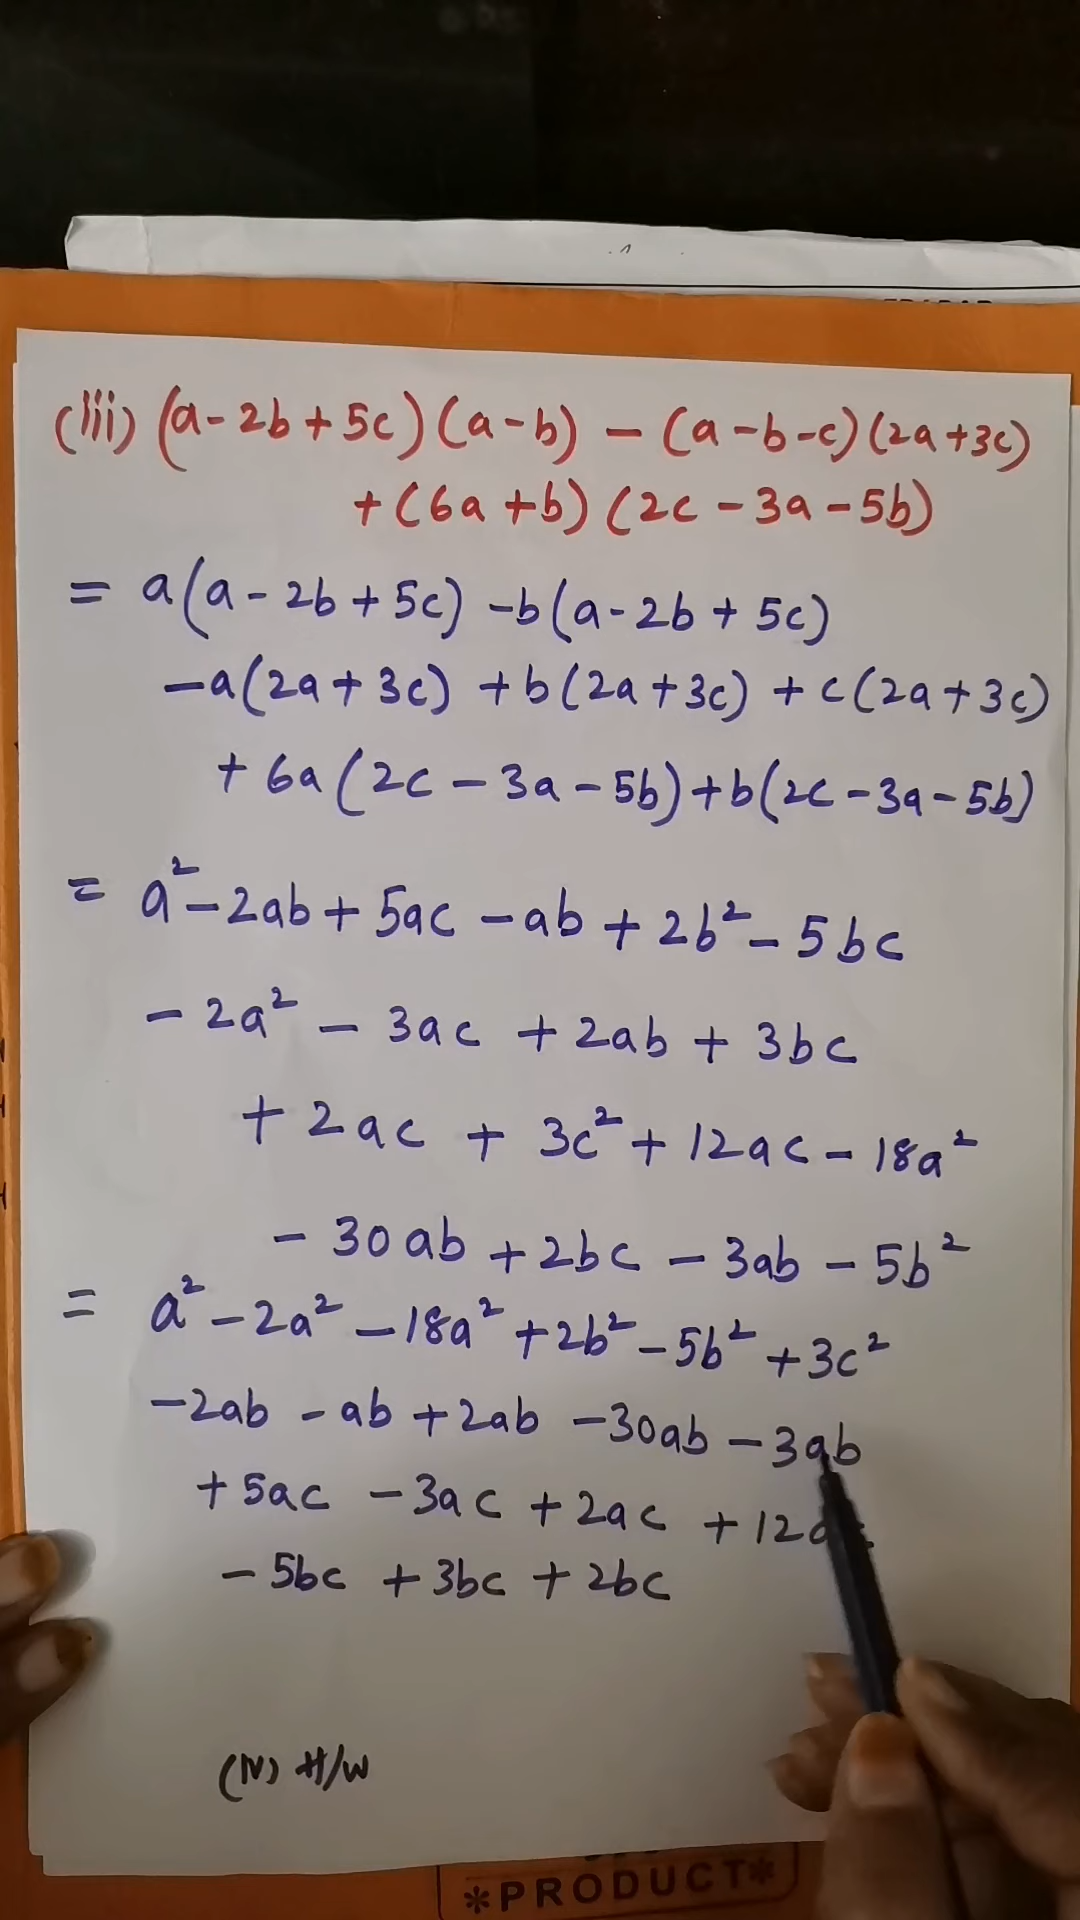 (iii) (a - 2b + 5c) (a - b) - (a - b - c) (2a + 3c)
+ (6a + b) (2c - 3a - 5b)
= a(a - 2b + 5c) - b(a - 2b + 5c)
- a(2a + 3c) + b(2a + 3c) + c(2a + 3c)
+ 6a(2c - 3a - 5b) + b(2c - 3a - 5b)
= a² - 2ab + 5ac - ab + 2b² - 5bc
- 2a² - 3ac + 2ab + 3bc
+ 2ac + 3c² + 12ac - 18a²
- 30ab + 2bc - 3ab - 5b²
= a² - 2a² - 18a² + 2b² - 5b² + 3c²
- 2ab - ab + 2ab - 30ab - 3ab
+ 5ac - 3ac + 2ac + 12
- 5bc + 3bc + 2bc
(IV) H/W
*PRODUCT*